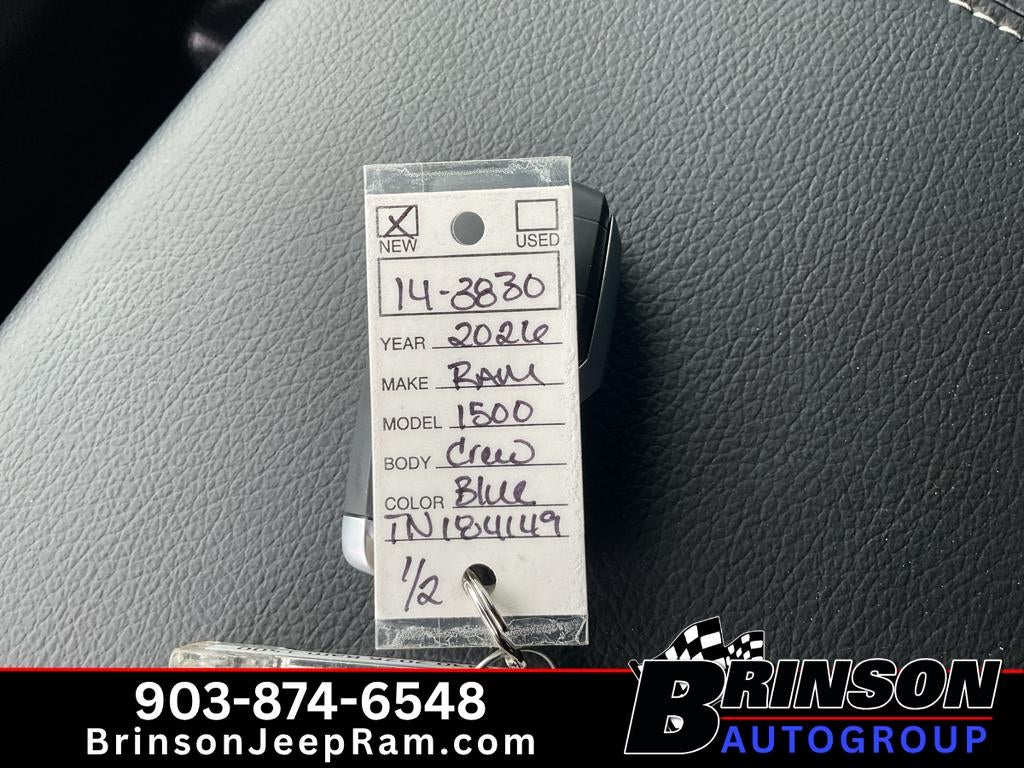 X
NEW USED
14-3830
YEAR 2026
MAKE RAM
MODEL 1500
BODY Crew
COLOR Blue
TN184149
1/2
903-874-6548
BrinsonJeepRam.com
BRINSON
AUTOGROUP